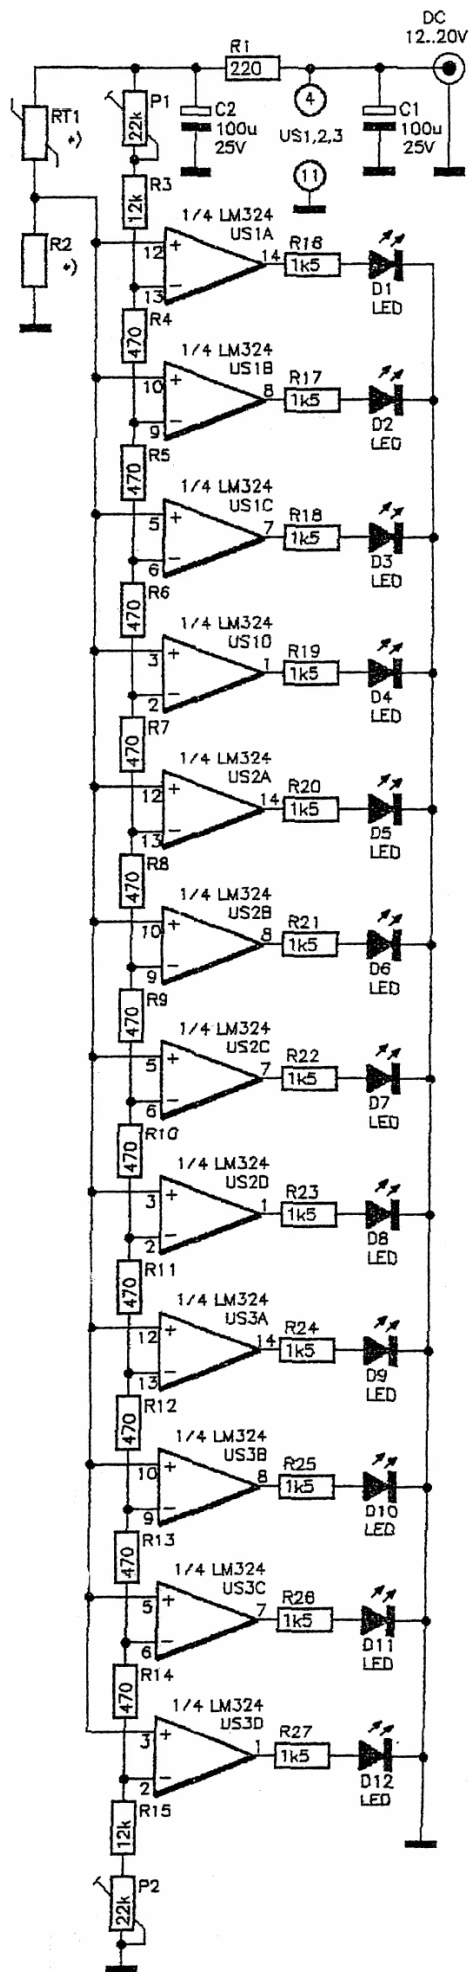 DC
12..20V
R1
220
RT1
*)
P1
22k
C2
100u
25V
4
US1,2,3
11
C1
100u
25V
R3
12k
R2
*)
1/4 LM324
US1A
12
+
13
−
14
R16
1k5
D1
LED
R4
470
1/4 LM324
US1B
10
+
9
−
8
R17
1k5
D2
LED
R5
470
1/4 LM324
US1C
5
+
6
−
7
R18
1k5
D3
LED
R6
470
1/4 LM324
US1D
3
+
2
−
1
R19
1k5
D4
LED
R7
470
1/4 LM324
US2A
12
+
13
−
14
R20
1k5
D5
LED
R8
470
1/4 LM324
US2B
10
+
9
−
8
R21
1k5
D6
LED
R9
470
1/4 LM324
US2C
5
+
6
−
7
R22
1k5
D7
LED
R10
470
1/4 LM324
US2D
3
+
2
−
1
R23
1k5
D8
LED
R11
470
1/4 LM324
US3A
12
+
13
−
14
R24
1k5
D9
LED
R12
470
1/4 LM324
US3B
10
+
9
−
8
R25
1k5
D10
LED
R13
470
1/4 LM324
US3C
5
+
6
−
7
R26
1k5
D11
LED
R14
470
1/4 LM324
US3D
3
+
2
−
1
R27
1k5
D12
LED
R15
12k
P2
22k